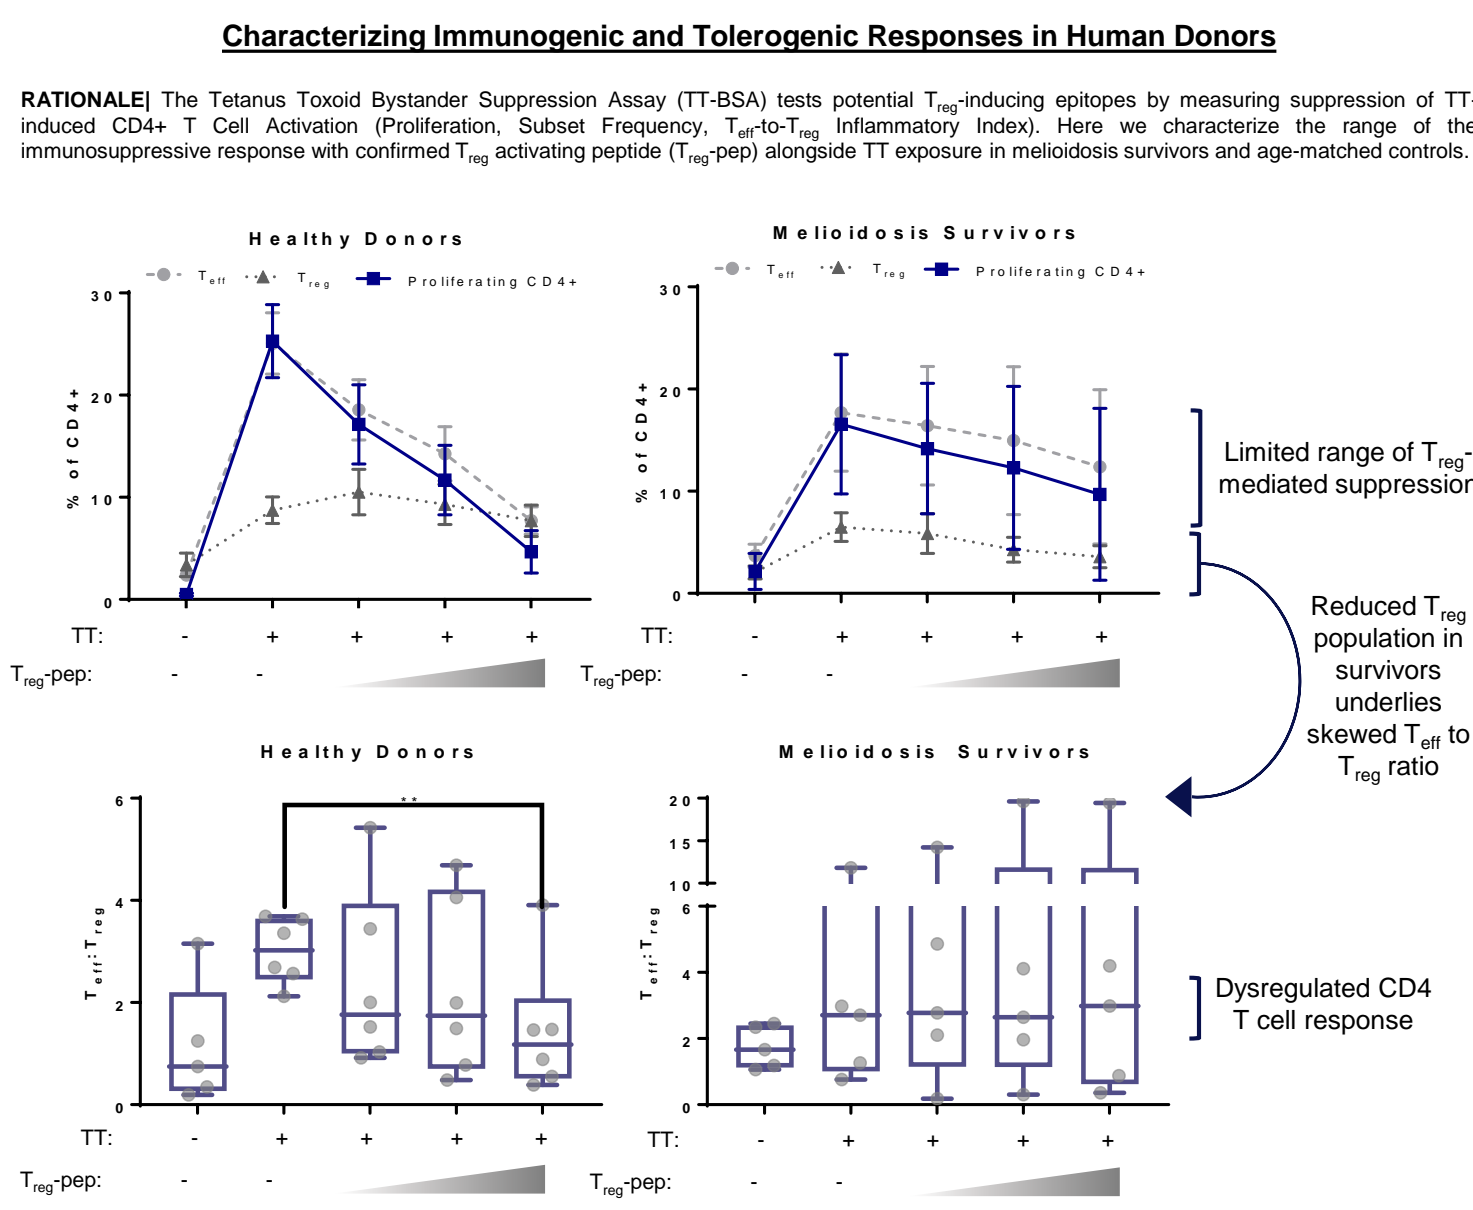 Characterizing Immunogenic and Tolerogenic Responses in Human Donors
RATIONALE| The Tetanus Toxoid Bystander Suppression Assay (TT-BSA) tests potential Treg-inducing epitopes by measuring suppression of TT-
induced CD4+ T Cell Activation (Proliferation, Subset Frequency, Teff-to-Treg Inflammatory Index). Here we characterize the range of the
immunosuppressive response with confirmed Treg activating peptide (Treg-pep) alongside TT exposure in melioidosis survivors and age-matched controls.
Healthy Donors
Teff Treg Proliferating CD4+
% of CD4+
30
20
10
0
TT: - + + + +
Treg-pep: - -
Melioidosis Survivors
Teff Treg Proliferating CD4+
% of CD4+
30
20
10
0
TT: - + + + +
Treg-pep: - -
Limited range of Treg-
mediated suppression
Reduced Treg
population in
survivors
underlies
skewed Teff to
Treg ratio
Healthy Donors
**
Teff:Treg
6
4
2
0
TT: - + + + +
Treg-pep: - -
Melioidosis Survivors
Teff:Treg
20
15
10
6
4
2
0
TT: - + + + +
Treg-pep: - -
Dysregulated CD4
T cell response